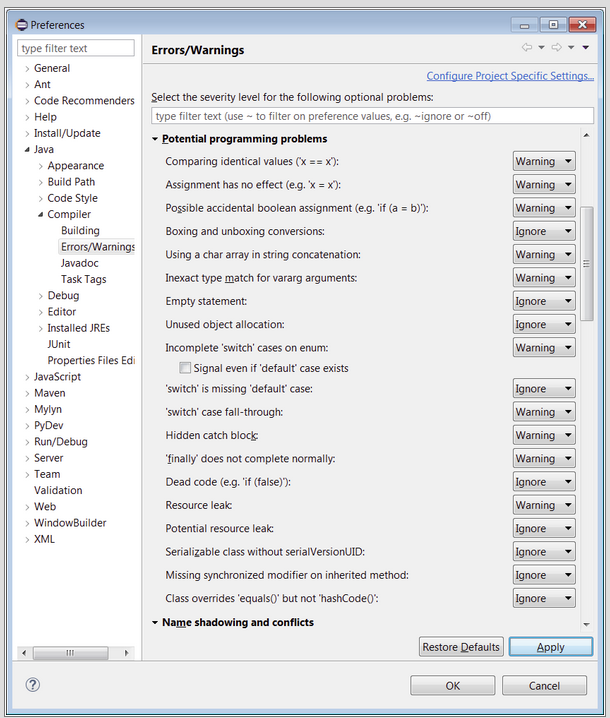 Preferences
type filter text
General
Ant
Code Recommenders
Help
Install/Update
Java
Appearance
Build Path
Code Style
Compiler
Building
Errors/Warnings
Javadoc
Task Tags
Debug
Editor
Installed JREs
JUnit
Properties Files Edi
JavaScript
Maven
Mylyn
PyDev
Run/Debug
Server
Team
Validation
Web
WindowBuilder
XML
Errors/Warnings
Configure Project Specific Settings...
Select the severity level for the following optional problems:
type filter text (use ~ to filter on preference values, e.g. ~ignore or ~off)
Potential programming problems
Comparing identical values ('x == x'): Warning
Assignment has no effect (e.g. 'x = x'): Warning
Possible accidental boolean assignment (e.g. 'if (a = b)'): Warning
Boxing and unboxing conversions: Ignore
Using a char array in string concatenation: Warning
Inexact type match for vararg arguments: Warning
Empty statement: Ignore
Unused object allocation: Ignore
Incomplete 'switch' cases on enum: Warning
Signal even if 'default' case exists
'switch' is missing 'default' case: Ignore
'switch' case fall-through: Warning
Hidden catch block: Warning
'finally' does not complete normally: Warning
Dead code (e.g. 'if (false)'): Ignore
Resource leak: Warning
Potential resource leak: Ignore
Serializable class without serialVersionUID: Ignore
Missing synchronized modifier on inherited method: Ignore
Class overrides 'equals()' but not 'hashCode()': Ignore
Name shadowing and conflicts
Restore Defaults Apply
? OK Cancel